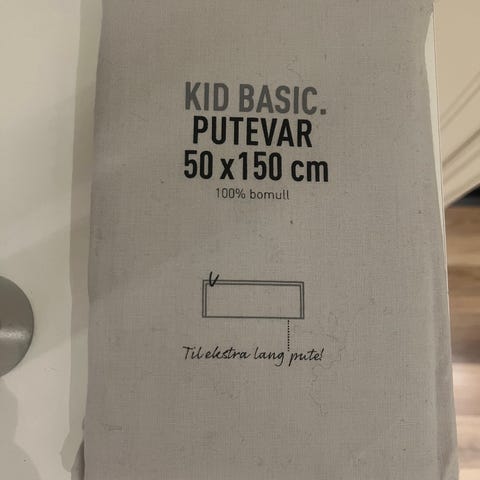 KID BASIC.
PUTEVAR
50 x 150 cm
100% bomull
Til ekstra lang pute!